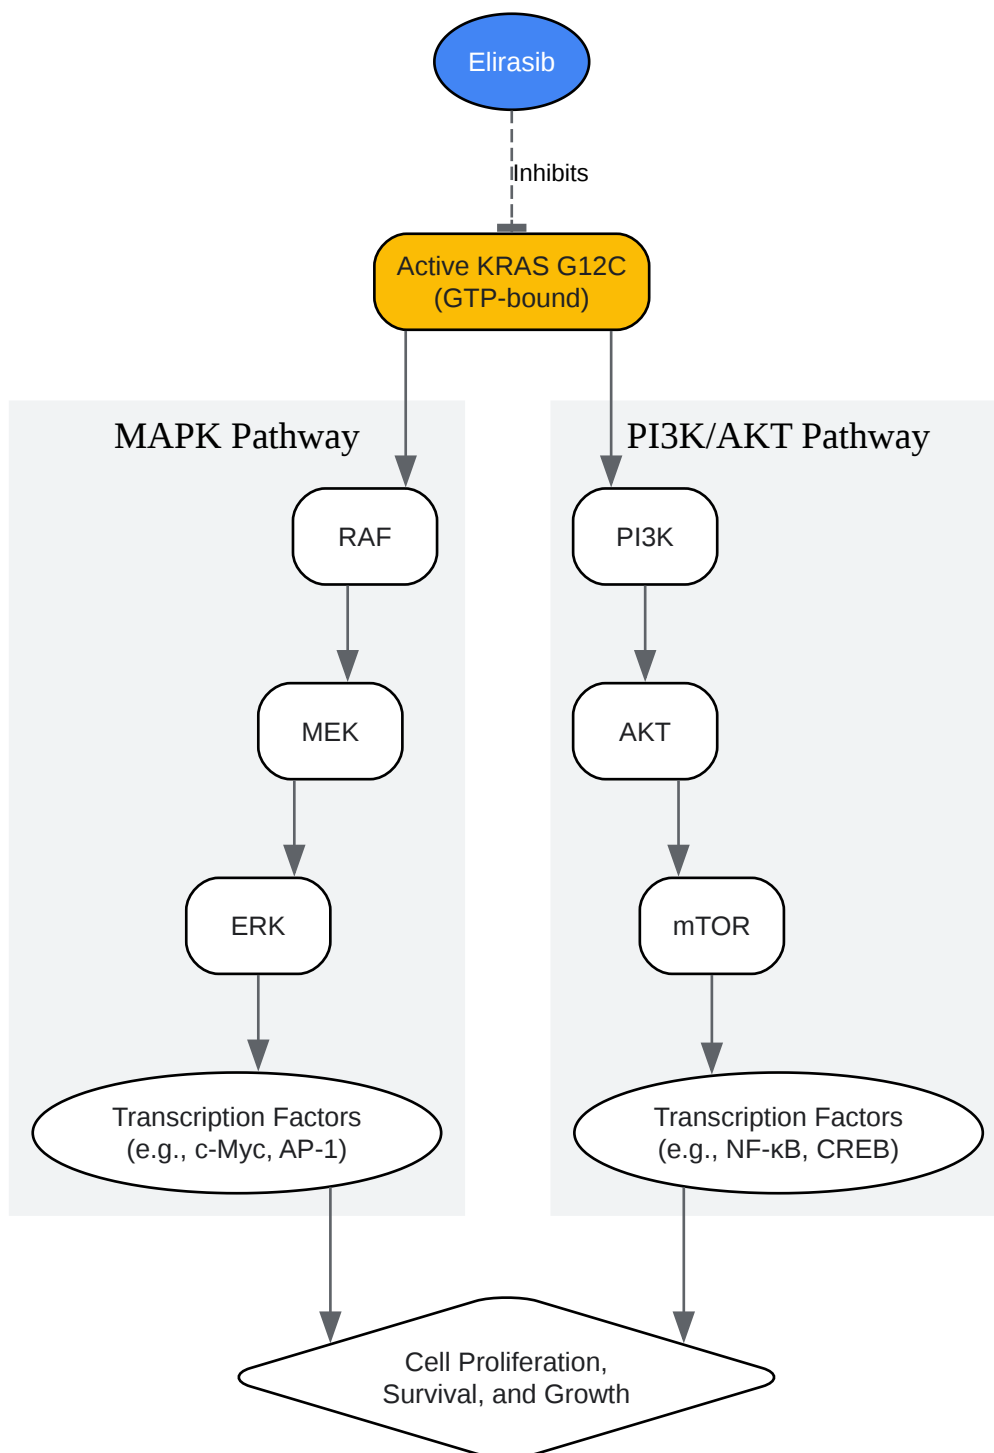 Elirasib
Inhibits
Active KRAS G12C
(GTP-bound)
MAPK Pathway
RAF
MEK
ERK
Transcription Factors
(e.g., c-Myc, AP-1)
PI3K/AKT Pathway
PI3K
AKT
mTOR
Transcription Factors
(e.g., NF-κB, CREB)
Cell Proliferation,
Survival, and Growth